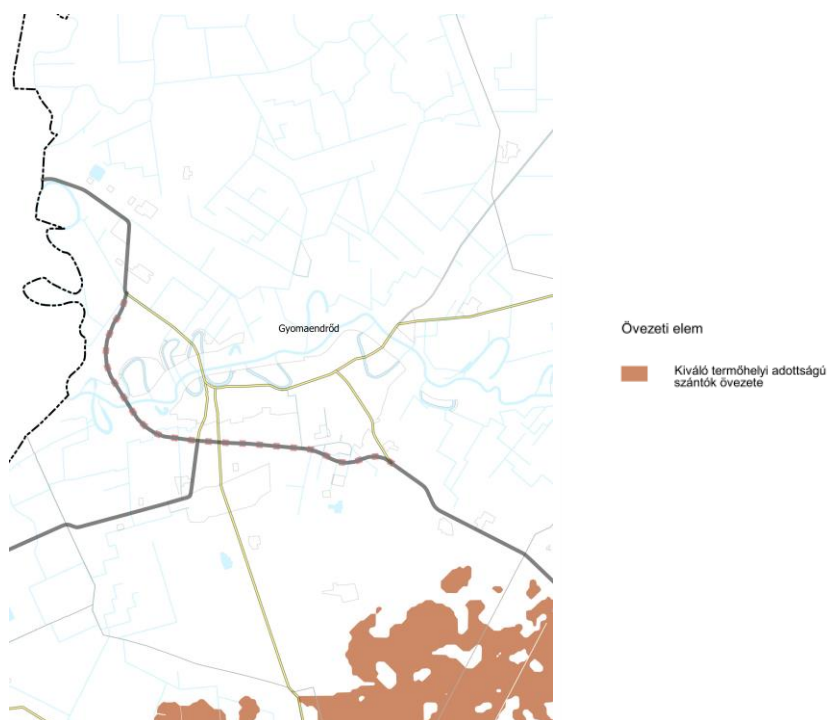 Gyomaendrőd
Övezeti elem
Kiváló termőhelyi adottságú
szántók övezete